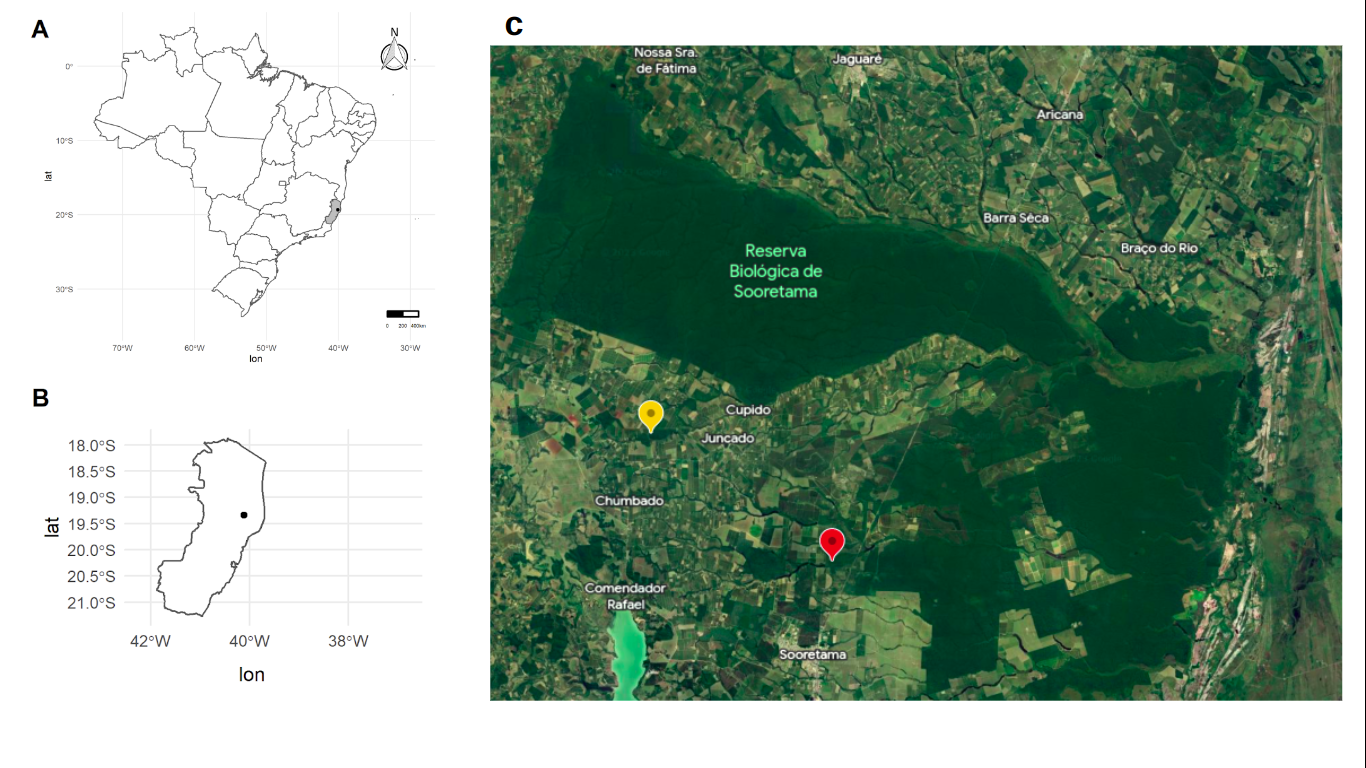 A
N
0°
10°S
20°S
30°S
lat
0 200 400km
70°W 60°W 50°W 40°W 30°W
lon
B
18.0°S
18.5°S
19.0°S
19.5°S
20.0°S
20.5°S
21.0°S
lat
42°W 40°W 38°W
lon
C
Nossa Sra.
de Fátima
Jaguaré
Aricana
Barra Sêca
Braço do Rio
Reserva
Biológica de
Sooretama
Cupido
Juncado
Chumbado
Comendador
Rafael
Sooretama